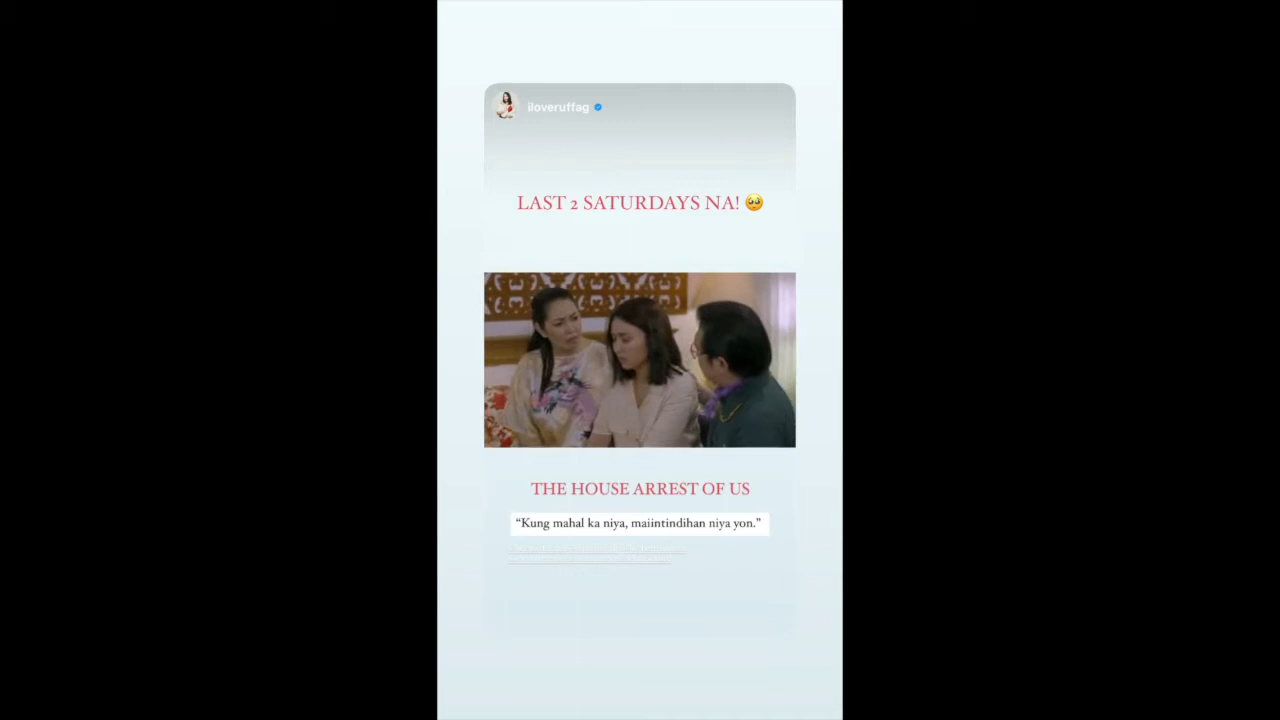 iloveruffag
LAST 2 SATURDAYS NA! 🥺
THE HOUSE ARREST OF US
“Kung mahal ka niya, maiintindihan niya yon.”